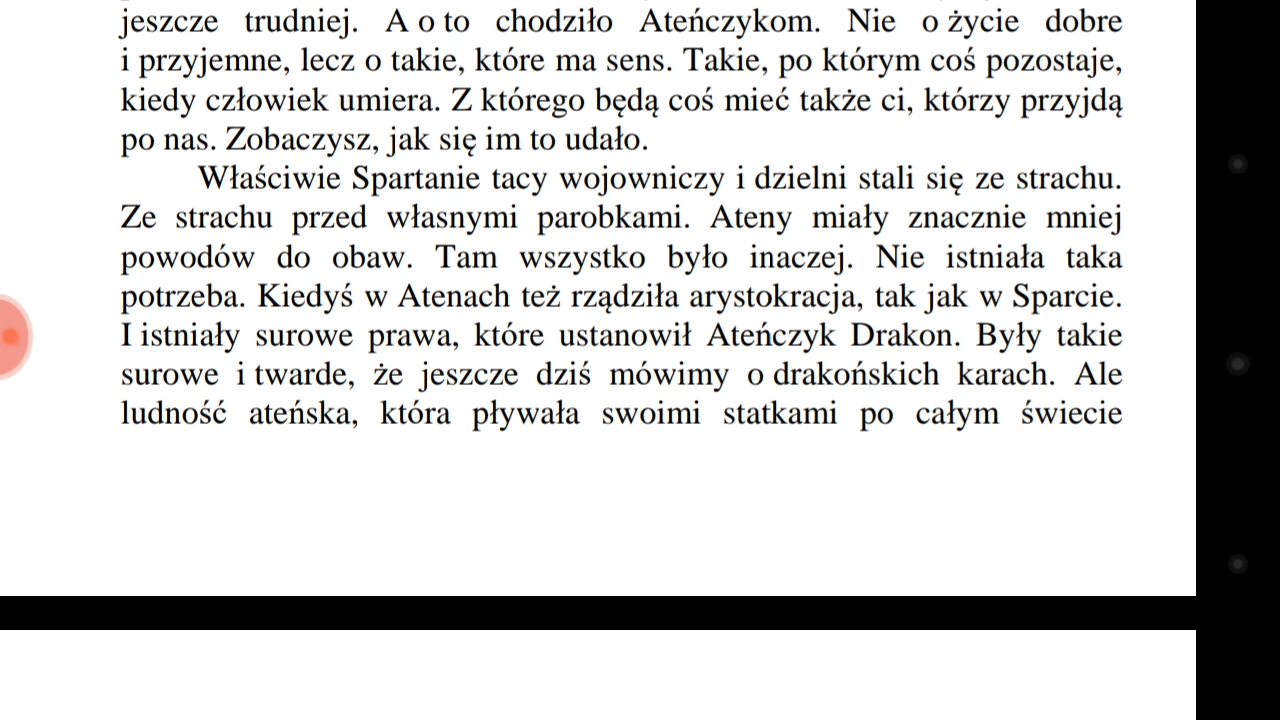 jeszcze trudniej. A o to chodziło Ateńczykom. Nie o życie dobre
i przyjemne, lecz o takie, które ma sens. Takie, po którym coś pozostaje,
kiedy człowiek umiera. Z którego będą coś mieć także ci, którzy przyjdą
po nas. Zobaczysz, jak się im to udało.
Właściwie Spartanie tacy wojowniczy i dzielni stali się ze strachu.
Ze strachu przed własnymi parobkami. Ateny miały znacznie mniej
powodów do obaw. Tam wszystko było inaczej. Nie istniała taka
potrzeba. Kiedyś w Atenach też rządziła arystokracja, tak jak w Sparcie.
I istniały surowe prawa, które ustanowił Ateńczyk Drakon. Były takie
surowe i twarde, że jeszcze dziś mówimy o drakońskich karach. Ale
ludność ateńska, która pływała swoimi statkami po całym świecie